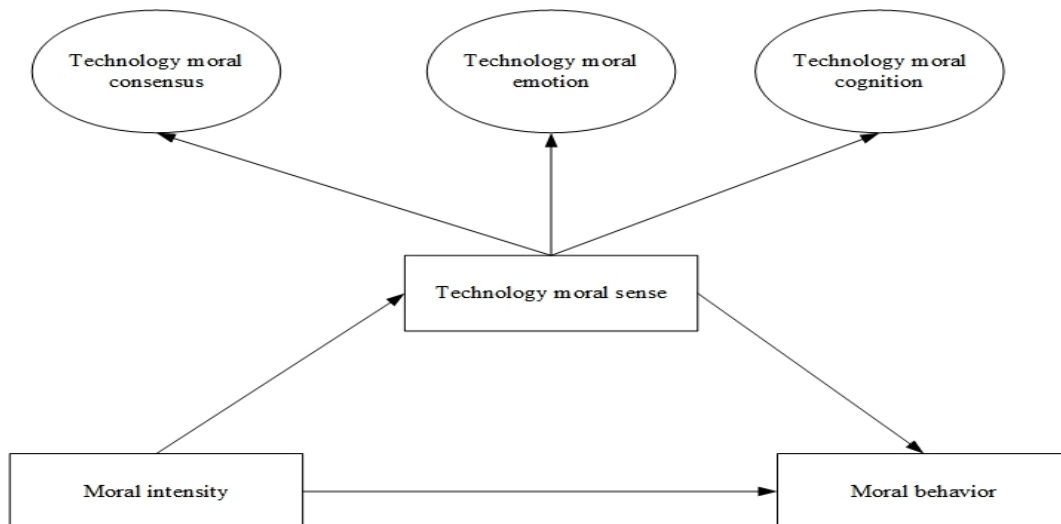 Technology moral
consensus
Technology moral
emotion
Technology moral
cognition
Technology moral sense
Moral intensity
Moral behavior